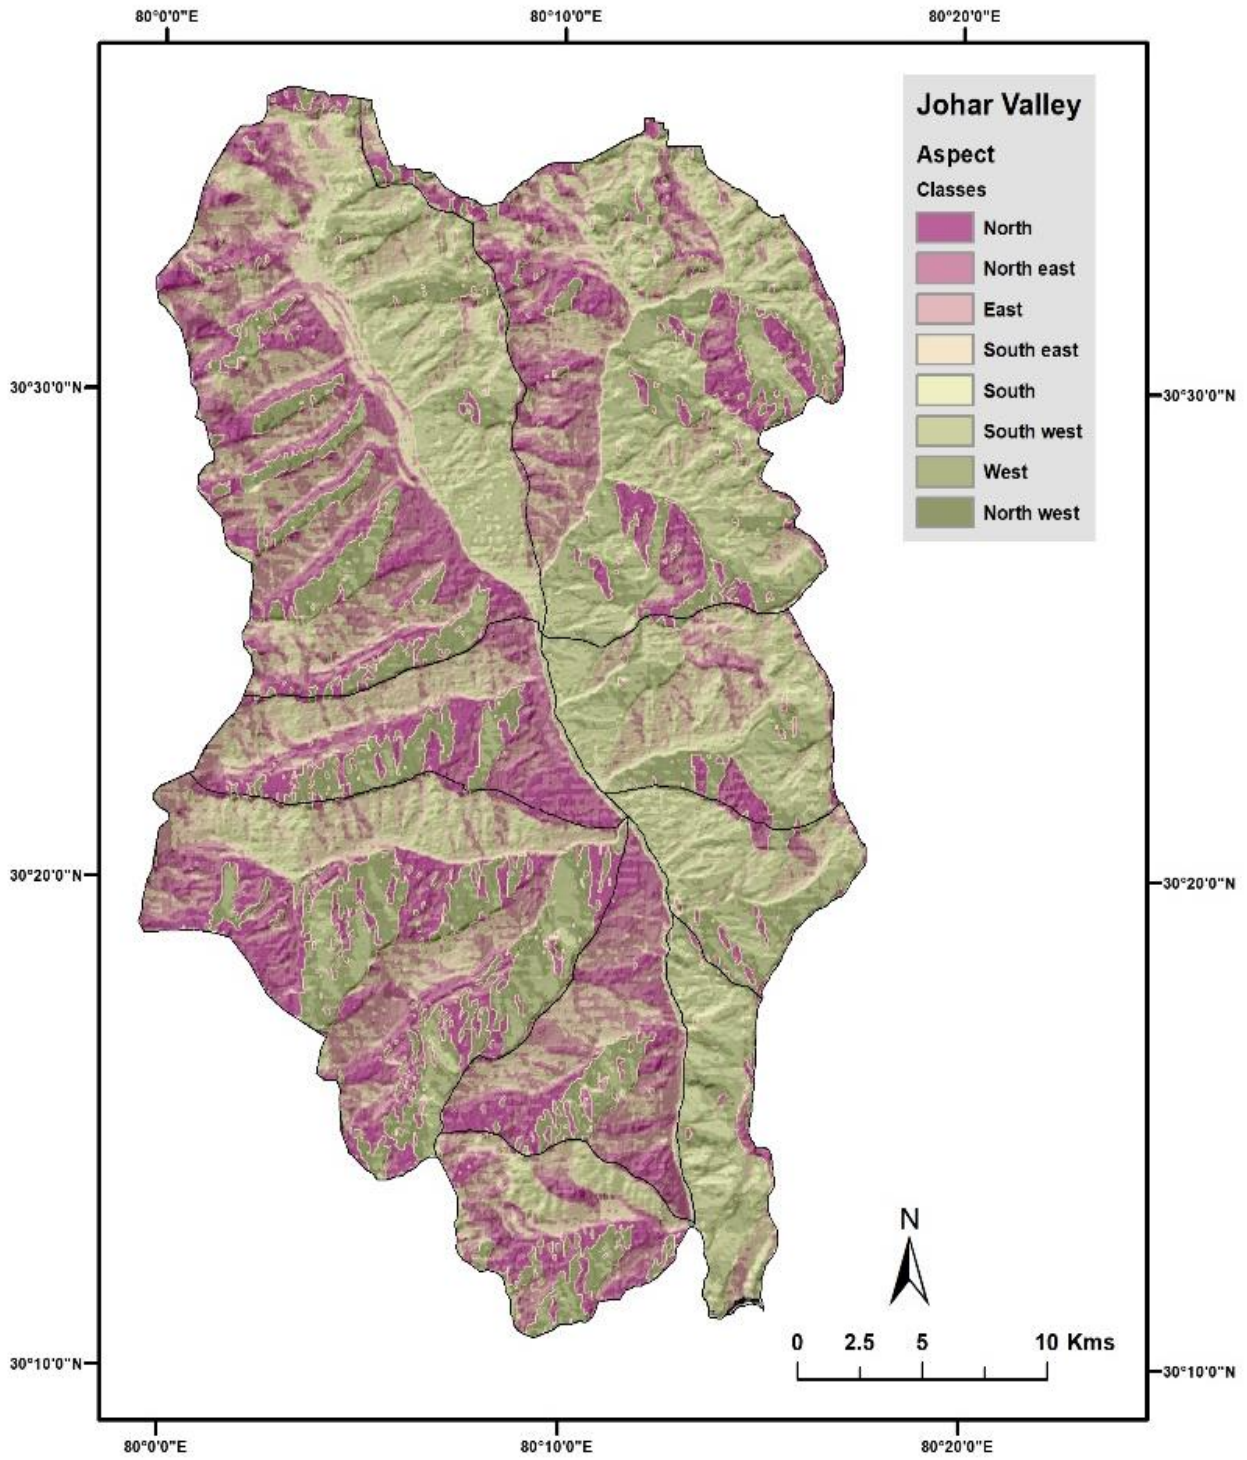 80°0'0"E 80°10'0"E 80°20'0"E
Johar Valley
Aspect
Classes
North
North east
East
South east
South
South west
West
North west
30°30'0"N 30°30'0"N
30°20'0"N 30°20'0"N
N
0 2.5 5 10 Kms
30°10'0"N 30°10'0"N
80°0'0"E 80°10'0"E 80°20'0"E